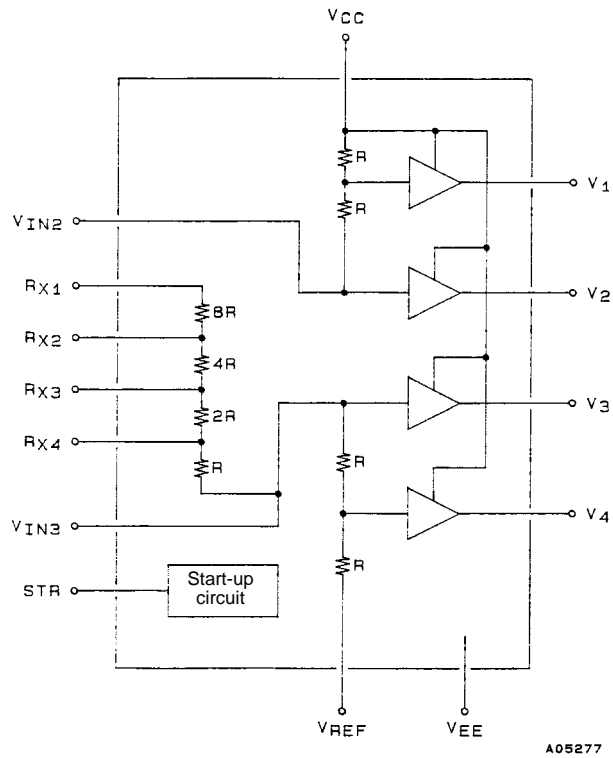 VCC
R
V1
R
VIN2
RX1
8R
V2
RX2
4R
RX3
2R
V3
RX4
R
R
V4
VIN3
R
STR
Start-up
circuit
VREF
VEE
A05277